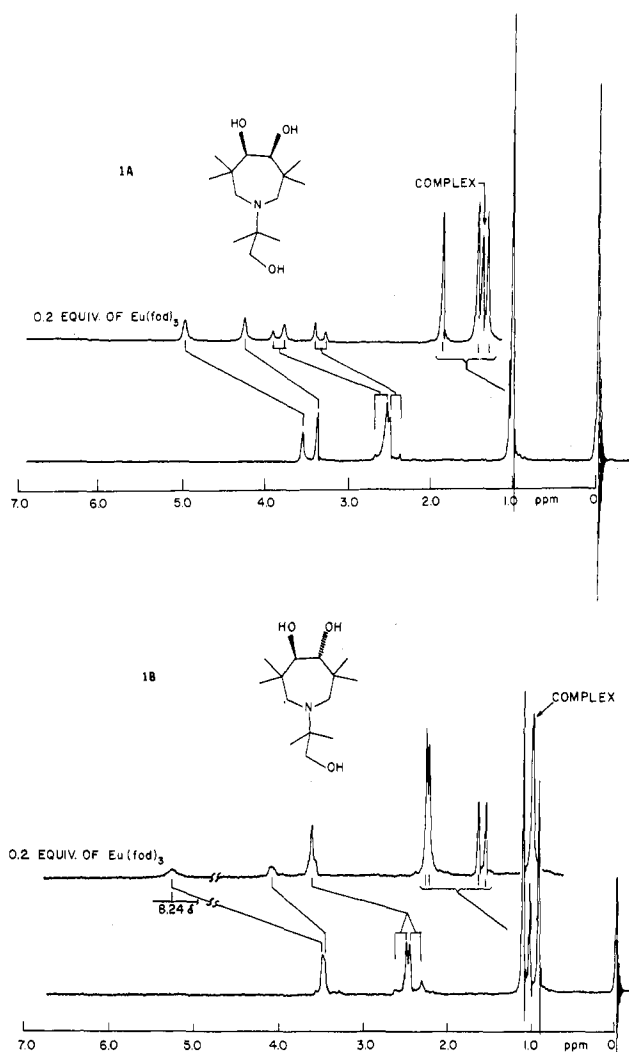 1A
HO
OH
N
OH
COMPLEX
0.2 EQUIV. OF Eu(fod)₃
7.0 6.0 5.0 4.0 3.0 2.0 1.0 ppm 0
1B
HO
OH
N
OH
COMPLEX
0.2 EQUIV. OF Eu(fod)₃
8.24 δ
7.0 6.0 5.0 4.0 3.0 2.0 1.0 ppm 0